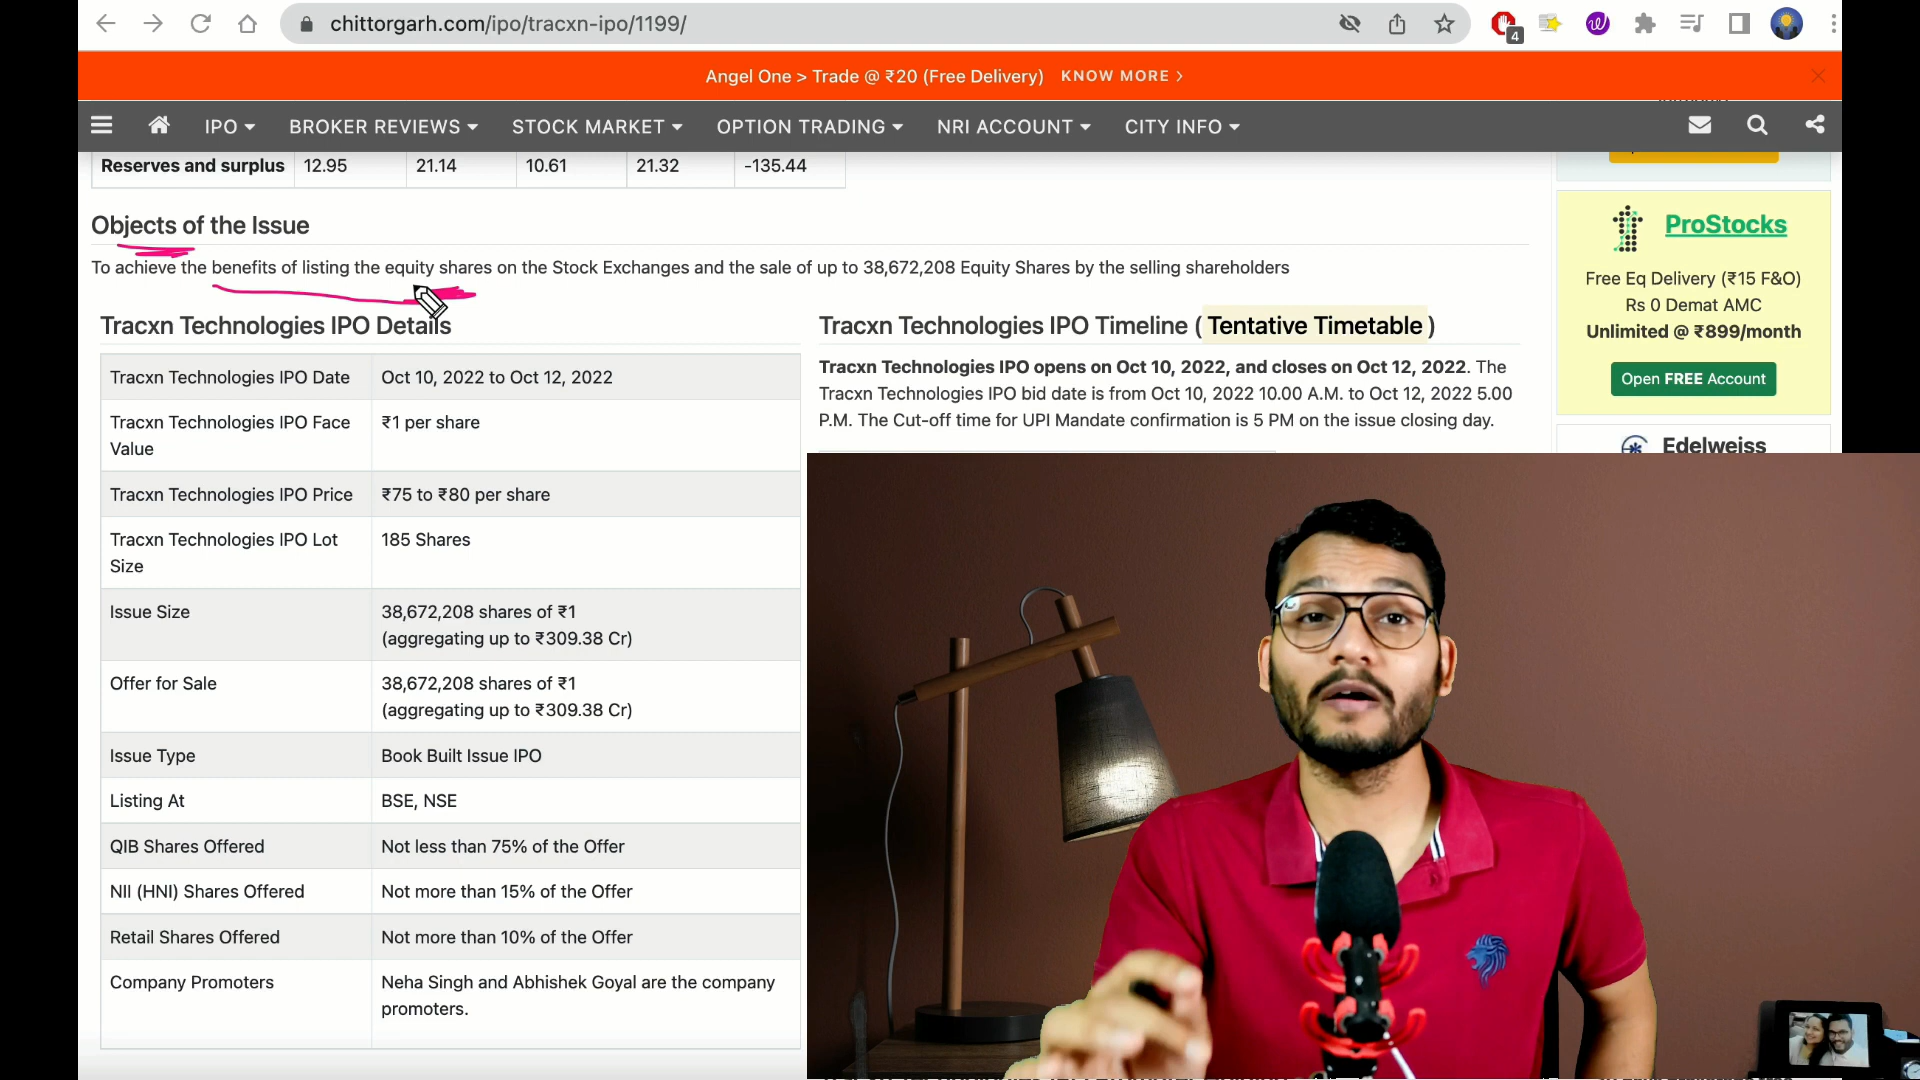 chittorgarh.com/ipo/tracxn-ipo/1199/
4
Angel One > Trade @ ₹20 (Free Delivery) KNOW MORE >
IPO BROKER REVIEWS STOCK MARKET OPTION TRADING NRI ACCOUNT CITY INFO
Reserves and surplus 12.95 21.14 10.61 21.32 -135.44
Objects of the Issue
To achieve the benefits of listing the equity shares on the Stock Exchanges and the sale of up to 38,672,208 Equity Shares by the selling shareholders
Tracxn Technologies IPO Details
Tracxn Technologies IPO Date Oct 10, 2022 to Oct 12, 2022
Tracxn Technologies IPO Face ₹1 per share
Value
Tracxn Technologies IPO Price ₹75 to ₹80 per share
Tracxn Technologies IPO Lot 185 Shares
Size
Issue Size 38,672,208 shares of ₹1
(aggregating up to ₹309.38 Cr)
Offer for Sale 38,672,208 shares of ₹1
(aggregating up to ₹309.38 Cr)
Issue Type Book Built Issue IPO
Listing At BSE, NSE
QIB Shares Offered Not less than 75% of the Offer
NII (HNI) Shares Offered Not more than 15% of the Offer
Retail Shares Offered Not more than 10% of the Offer
Company Promoters Neha Singh and Abhishek Goyal are the company
promoters.
Tracxn Technologies IPO Timeline ( Tentative Timetable )
Tracxn Technologies IPO opens on Oct 10, 2022, and closes on Oct 12, 2022. The
Tracxn Technologies IPO bid date is from Oct 10, 2022 10.00 A.M. to Oct 12, 2022 5.00
P.M. The Cut-off time for UPI Mandate confirmation is 5 PM on the issue closing day.
ProStocks
Free Eq Delivery (₹15 F&O)
Rs 0 Demat AMC
Unlimited @ ₹899/month
Open FREE Account
Edelweiss